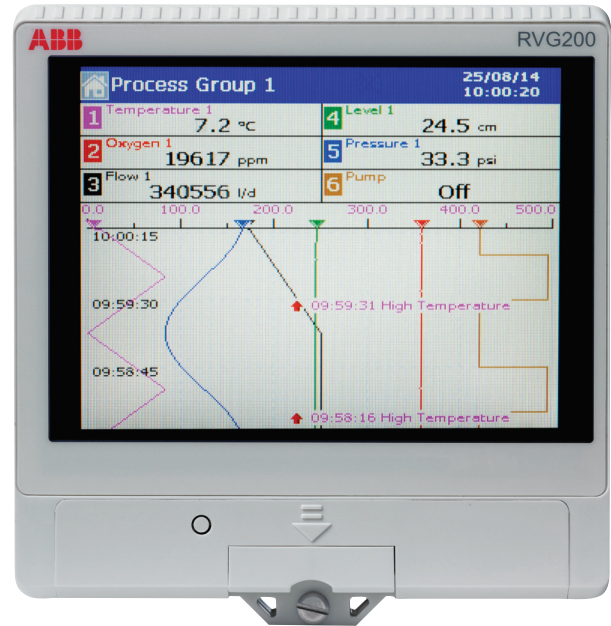 ABB
RVG200
Process Group 1
25/08/14
10:00:20
1 Temperature 1
7.2 °C
4 Level 1
24.5 cm
2 Oxygen 1
19617 ppm
5 Pressure 1
33.3 psi
3 Flow 1
340556 l/d
6 Pump
Off
0.0 100.0 200.0 300.0 400.0 500.0
10:00:15
09:59:30
09:59:31 High Temperature
09:58:45
09:58:16 High Temperature